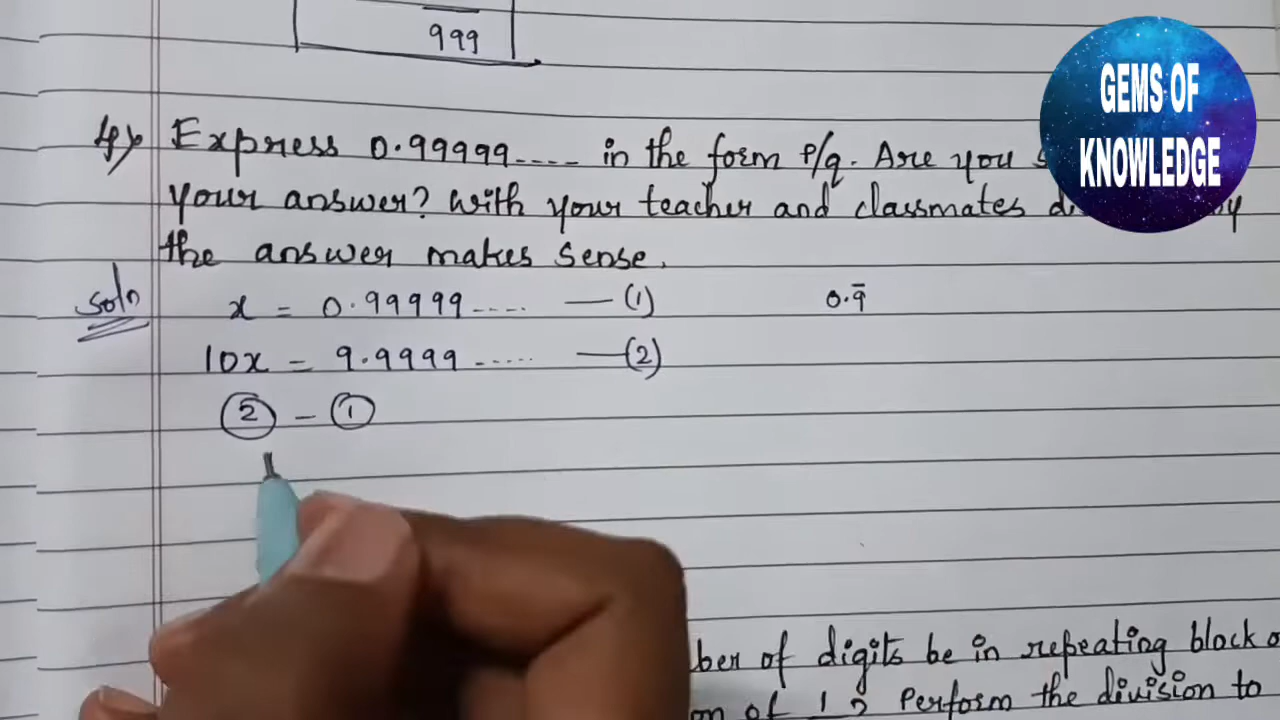 999
4) Express 0.99999.... in the form P/q. Are you
your answer? With your teacher and classmates
the answer makes sense.
Soln
x = 0.99999.... —(1)
0.9̄
10x = 9.9999..... —(2)
② - ①
of digits be in repeating block
of 1 ? Perform the division to
GEMS OF
KNOWLEDGE